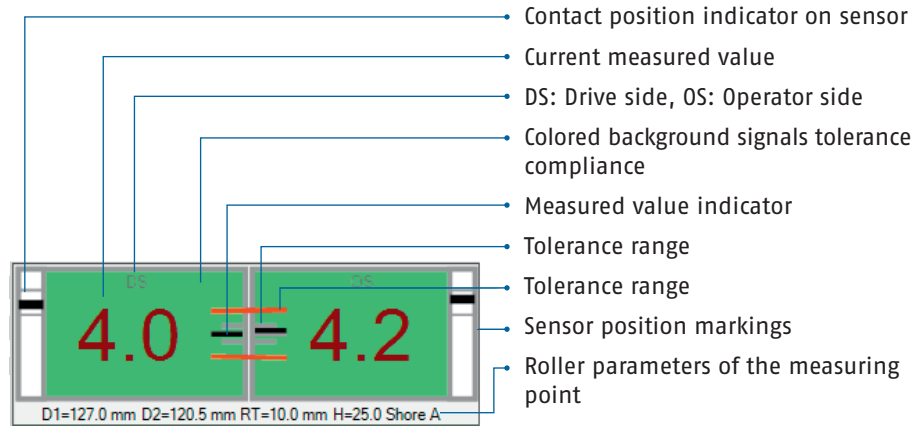 Contact position indicator on sensor
Current measured value
DS: Drive side, OS: Operator side
Colored background signals tolerance
compliance
Measured value indicator
Tolerance range
Tolerance range
Sensor position markings
Roller parameters of the measuring
point
DS
OS
4.0
4.2
D1=127.0 mm D2=120.5 mm RT=10.0 mm H=25.0 Shore A